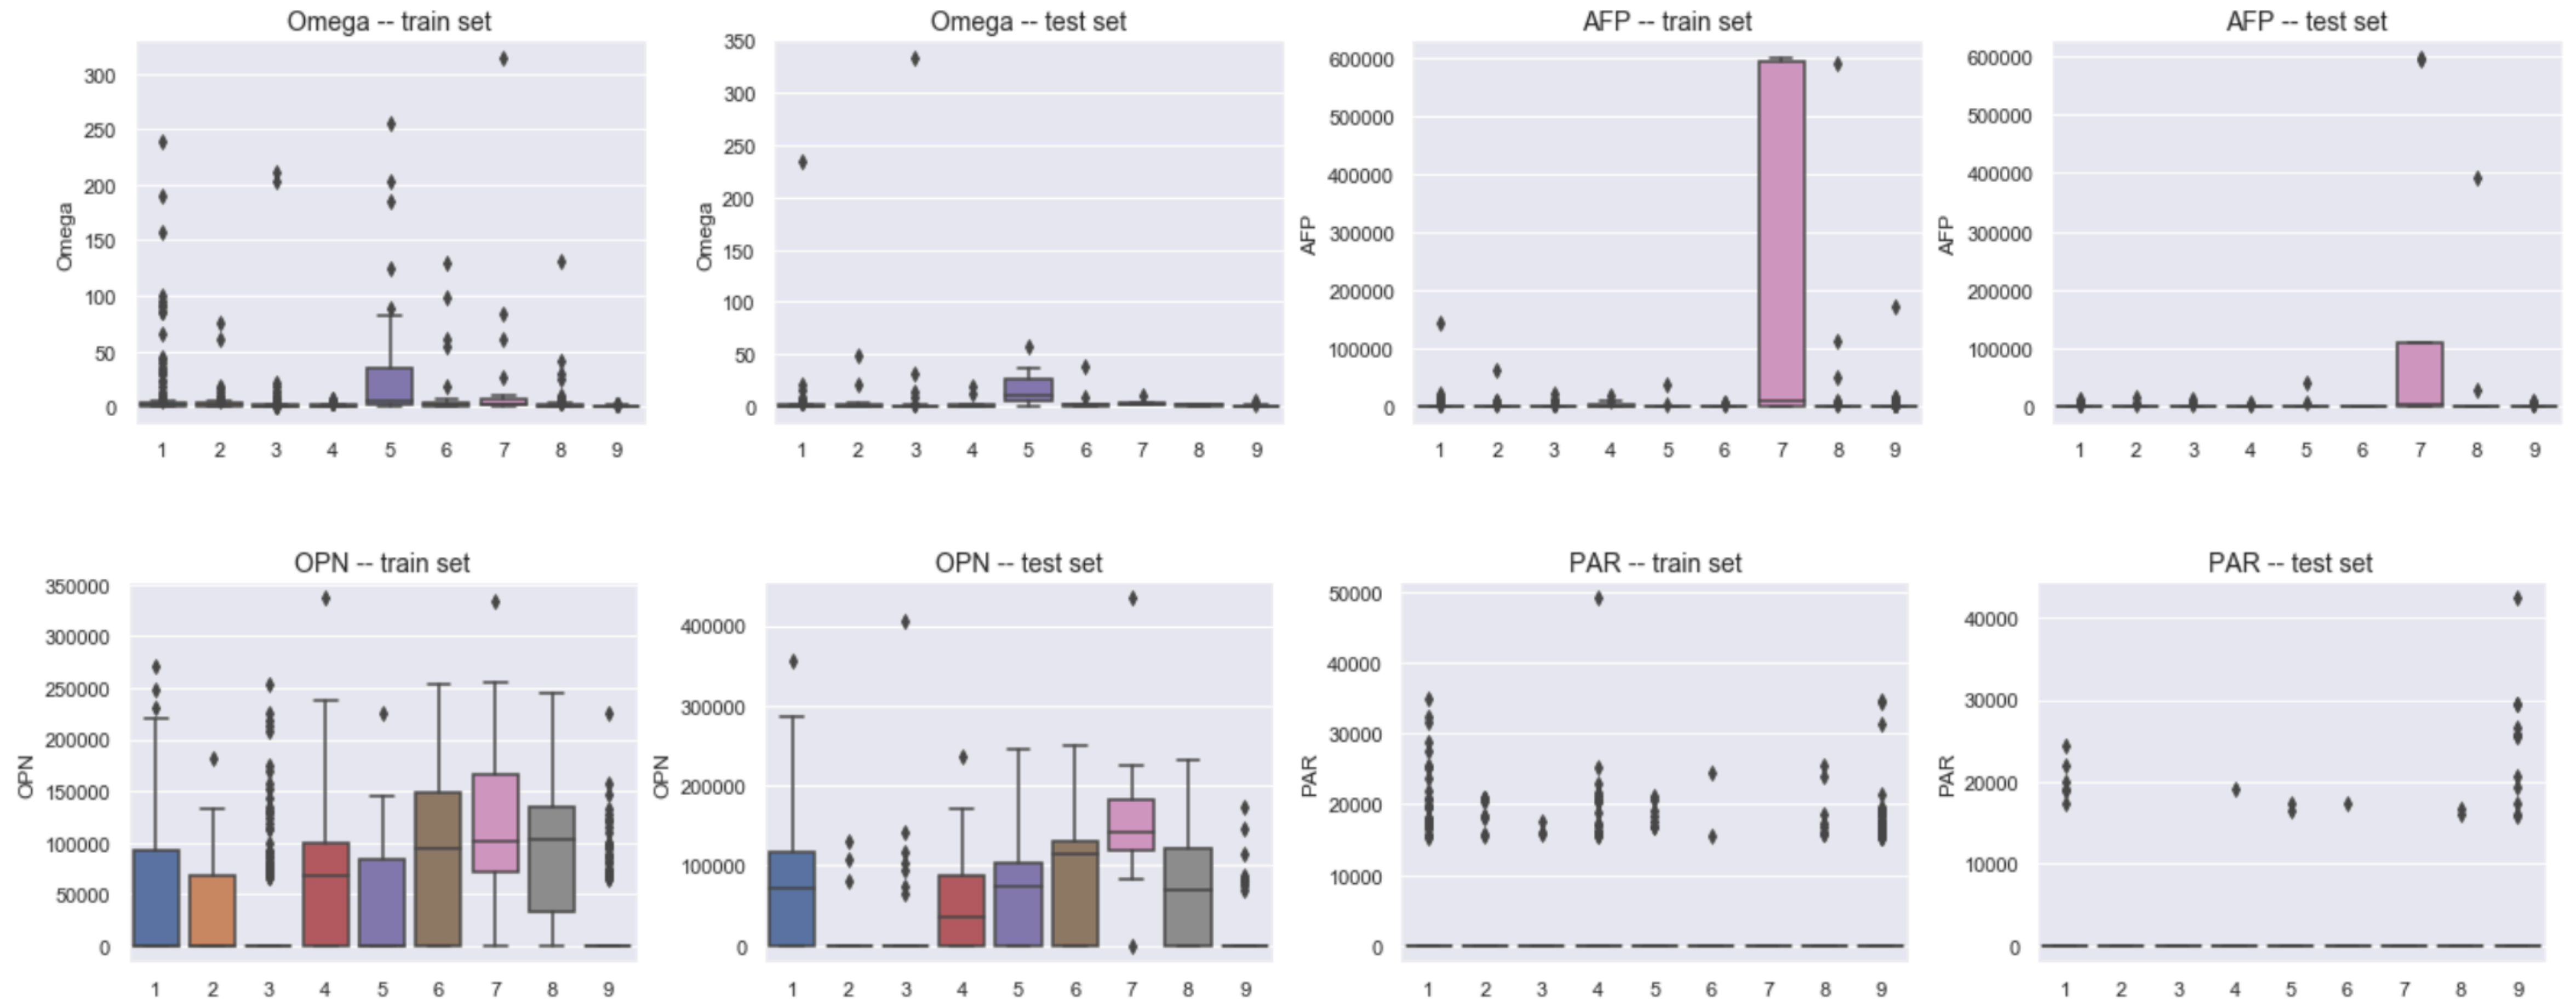 Omega -- train set
Omega
300
250
200
150
100
50
0
1 2 3 4 5 6 7 8 9
Omega -- test set
Omega
350
300
250
200
150
100
50
0
1 2 3 4 5 6 7 8 9
AFP -- train set
AFP
600000
500000
400000
300000
200000
100000
0
1 2 3 4 5 6 7 8 9
AFP -- test set
AFP
600000
500000
400000
300000
200000
100000
0
1 2 3 4 5 6 7 8 9
OPN -- train set
OPN
350000
300000
250000
200000
150000
100000
50000
0
1 2 3 4 5 6 7 8 9
OPN -- test set
OPN
400000
300000
200000
100000
0
1 2 3 4 5 6 7 8 9
PAR -- train set
PAR
50000
40000
30000
20000
10000
0
1 2 3 4 5 6 7 8 9
PAR -- test set
PAR
40000
30000
20000
10000
0
1 2 3 4 5 6 7 8 9